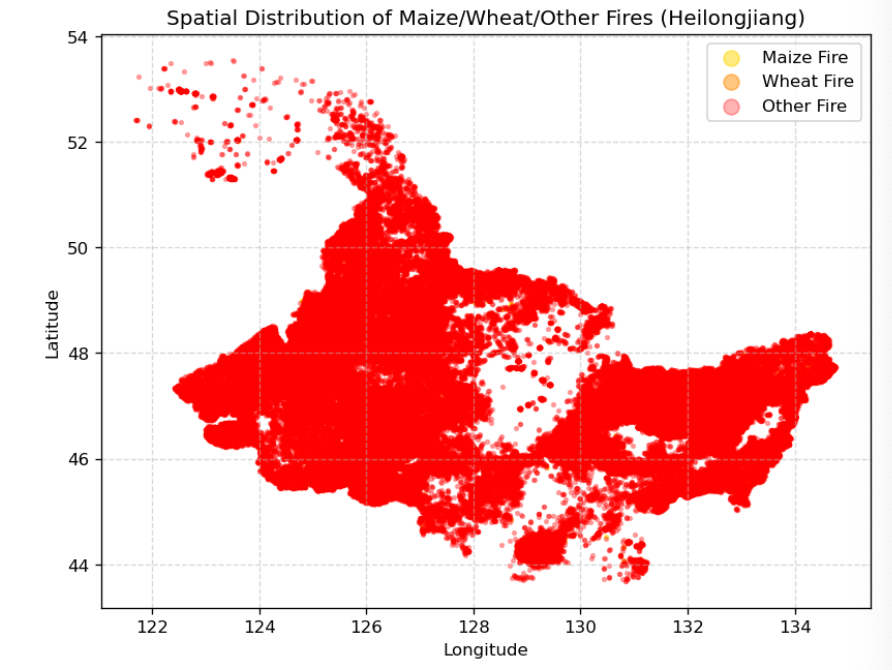 Spatial Distribution of Maize/Wheat/Other Fires (Heilongjiang)
Maize Fire
Wheat Fire
Other Fire
54
52
50
48
46
44
Latitude
122 124 126 128 130 132 134
Longitude